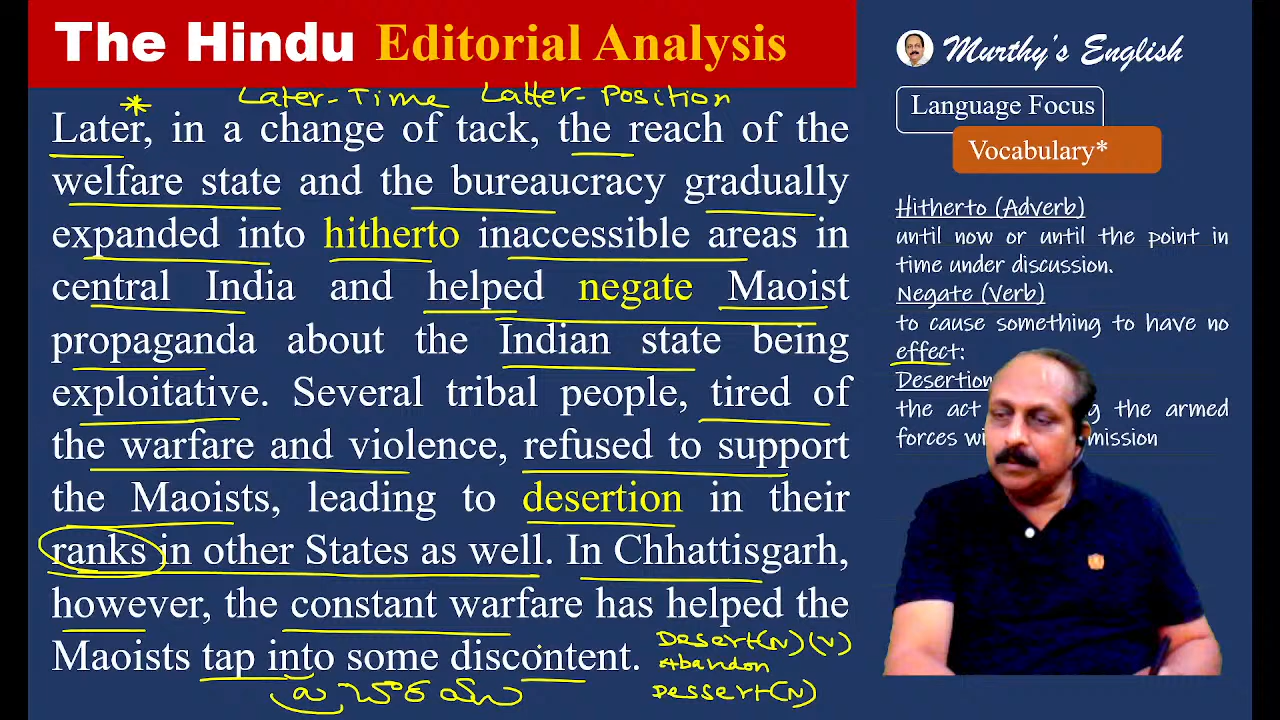 The Hindu Editorial Analysis
Later-Time Latter-Position
Later*, in a change of tack, the reach of the
welfare state and the bureaucracy gradually
expanded into hitherto inaccessible areas in
central India and helped negate Maoist
propaganda about the Indian state being
exploitative. Several tribal people, tired of
the warfare and violence, refused to support
the Maoists, leading to desertion in their
ranks in other States as well. In Chhattisgarh,
however, the constant warfare has helped the
Maoists tap into some discontent.
Desert(N) (V)
Abandon
Dessert(N)
Murthy's English
Language Focus
Vocabulary*
Hitherto (Adverb)
until now or until the point in
time under discussion.
Negate (Verb)
to cause something to have no
effect:
Desertion
the act the armed
forces